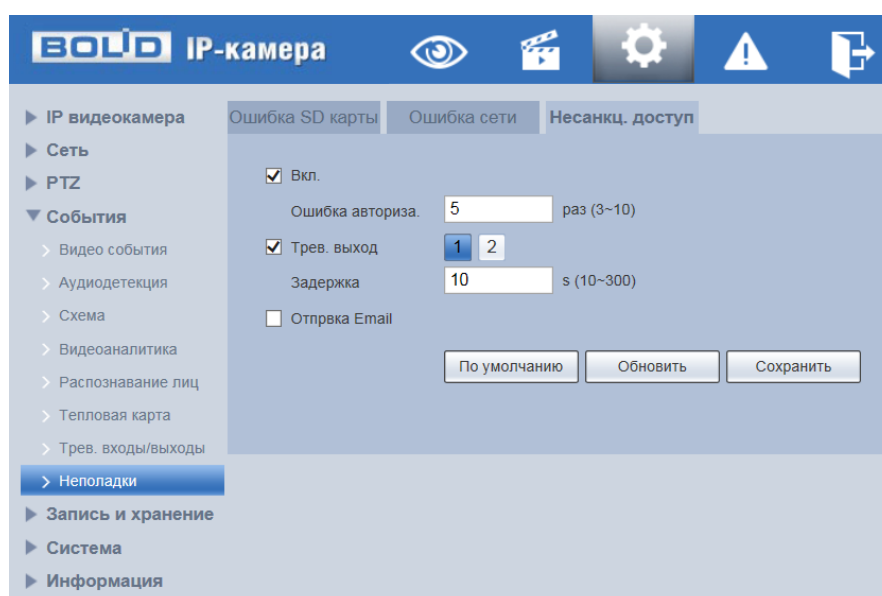 BOLID IP-камера
IP видеокамера
Сеть
PTZ
События
Видео события
Аудиодетекция
Схема
Видеоаналитика
Распознавание лиц
Тепловая карта
Трев. входы/выходы
Неполадки
Запись и хранение
Система
Информация
Ошибка SD карты Ошибка сети Несанкц. доступ
Вкл.
Ошибка авториза. 5 раз (3~10)
Трев. выход 1 2
Задержка 10 s (10~300)
Отпрвка Email
По умолчанию Обновить Сохранить